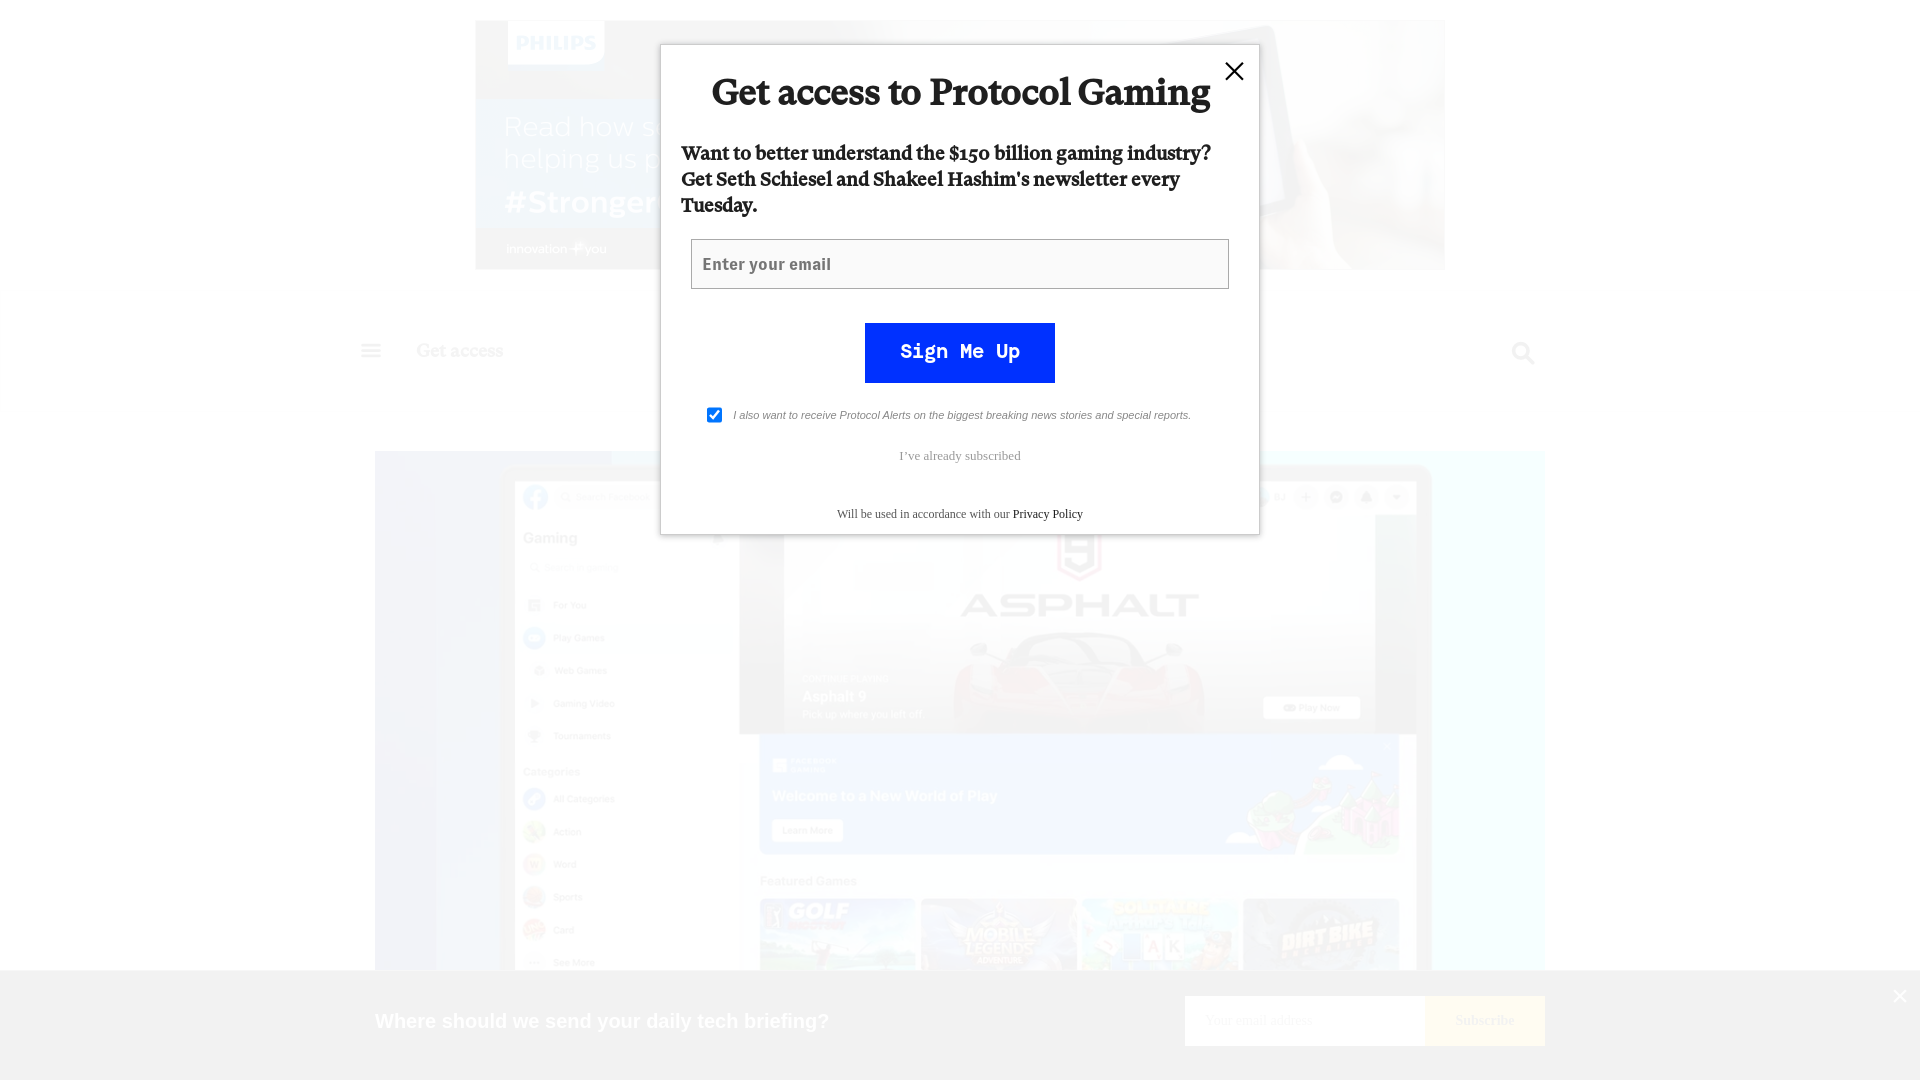 PHILIPS
Get access to Protocol Gaming
Want to better understand the $150 billion gaming industry?
Get Seth Schiesel and Shakeel Hashim's newsletter every
Tuesday.
Read how
helping us
#Stronger
innovation + you
Enter your email
Sign Me Up
Get access
I also want to receive Protocol Alerts on the biggest breaking news stories and special reports.
I’ve already subscribed
Will be used in accordance with our Privacy Policy
Gaming
For You
Play Games
Web Games
Gaming Video
Tournaments
Categories
All Categories
Action
Word
Sports
Card
See More
9
ASPHALT
Asphalt 9
Pick up where you left off
Play Now
Welcome to a New World of Play
Learn More
Featured Games
GOLF
MOBILE
LEGENDS
ADVENTURE
SOLITAIRE
A K
DIRT BIKE
Where should we send your daily tech briefing?
Your email address
Subscribe